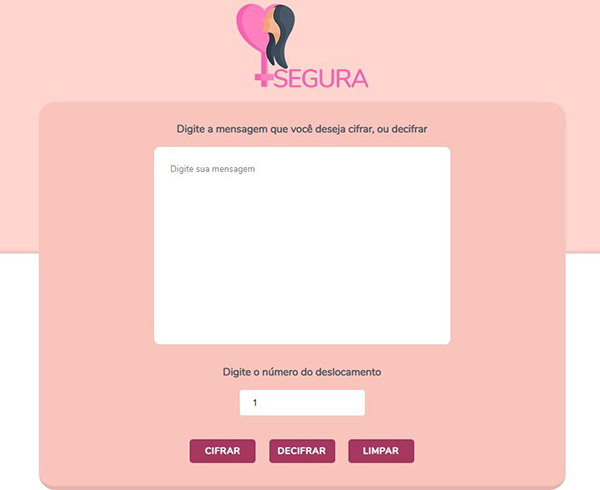 SEGURA
Digite a mensagem que você deseja cifrar, ou decifrar
Digite sua mensagem
Digite o número do deslocamento
1
CIFRAR DECIFRAR LIMPAR